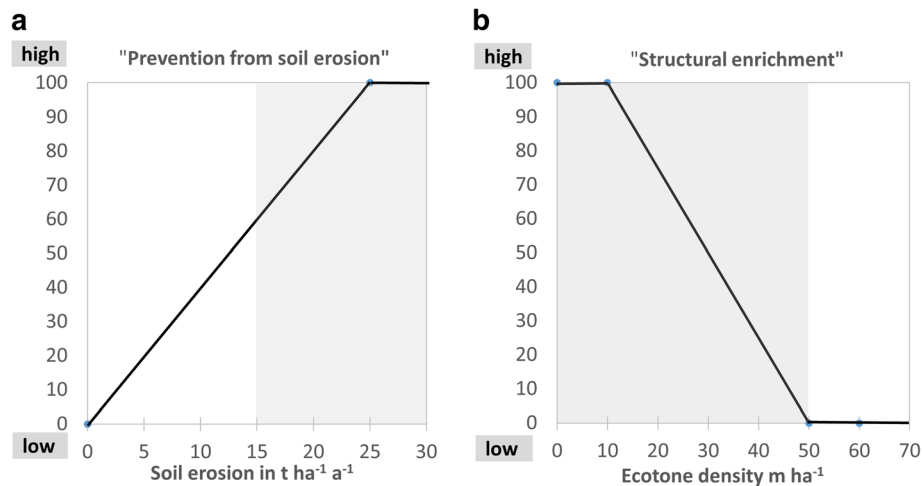 a
high
"Prevention from soil erosion"
100
90
80
70
60
50
40
30
20
10
0
low
0 5 10 15 20 25 30
Soil erosion in t ha⁻¹ a⁻¹
b
high
"Structural enrichment"
100
90
80
70
60
50
40
30
20
10
0
low
0 10 20 30 40 50 60 70
Ecotone density m ha⁻¹